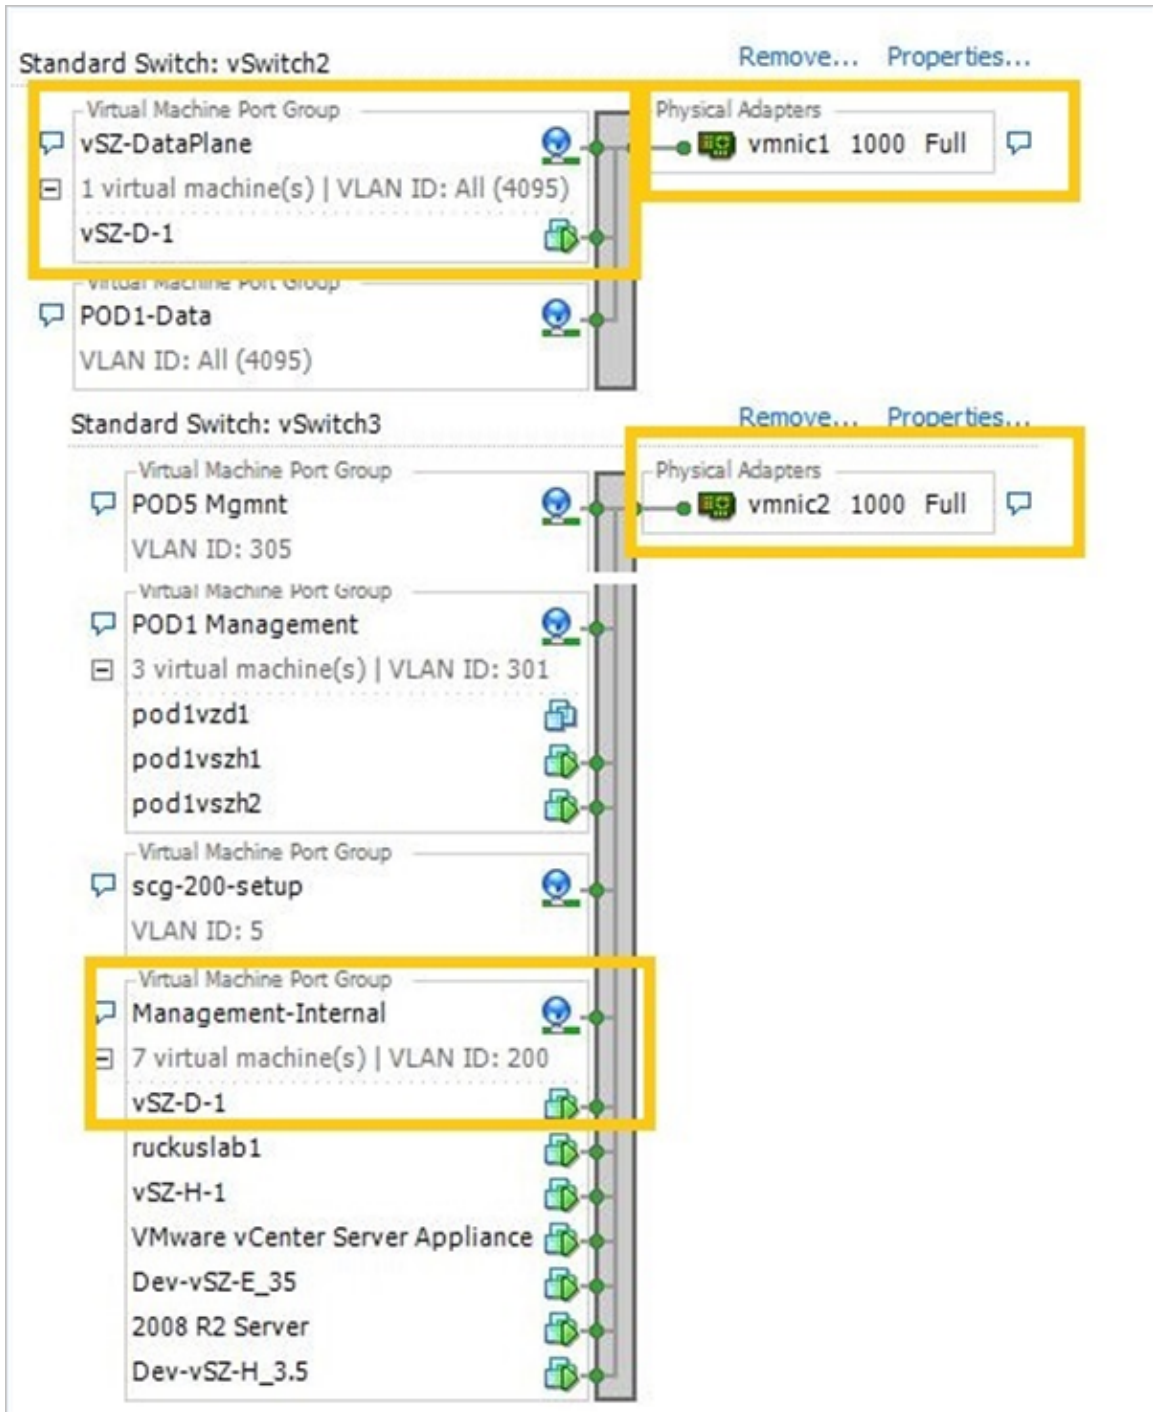 Standard Switch: vSwitch2 Remove... Properties...
Virtual Machine Port Group Physical Adapters
vSZ-DataPlane vmnic1 1000 Full
1 virtual machine(s) | VLAN ID: All (4095)
vSZ-D-1
Virtual Machine Port Group
POD1-Data
VLAN ID: All (4095)
Standard Switch: vSwitch3 Remove... Properties...
Virtual Machine Port Group Physical Adapters
POD5 Mgmnt vmnic2 1000 Full
VLAN ID: 305
Virtual Machine Port Group
POD1 Management
3 virtual machine(s) | VLAN ID: 301
pod1vzd1
pod1vszh1
pod1vszh2
Virtual Machine Port Group
scg-200-setup
VLAN ID: 5
Virtual Machine Port Group
Management-Internal
7 virtual machine(s) | VLAN ID: 200
vSZ-D-1
ruckuslab1
vSZ-H-1
VMware vCenter Server Appliance
Dev-vSZ-E_35
2008 R2 Server
Dev-vSZ-H_3.5